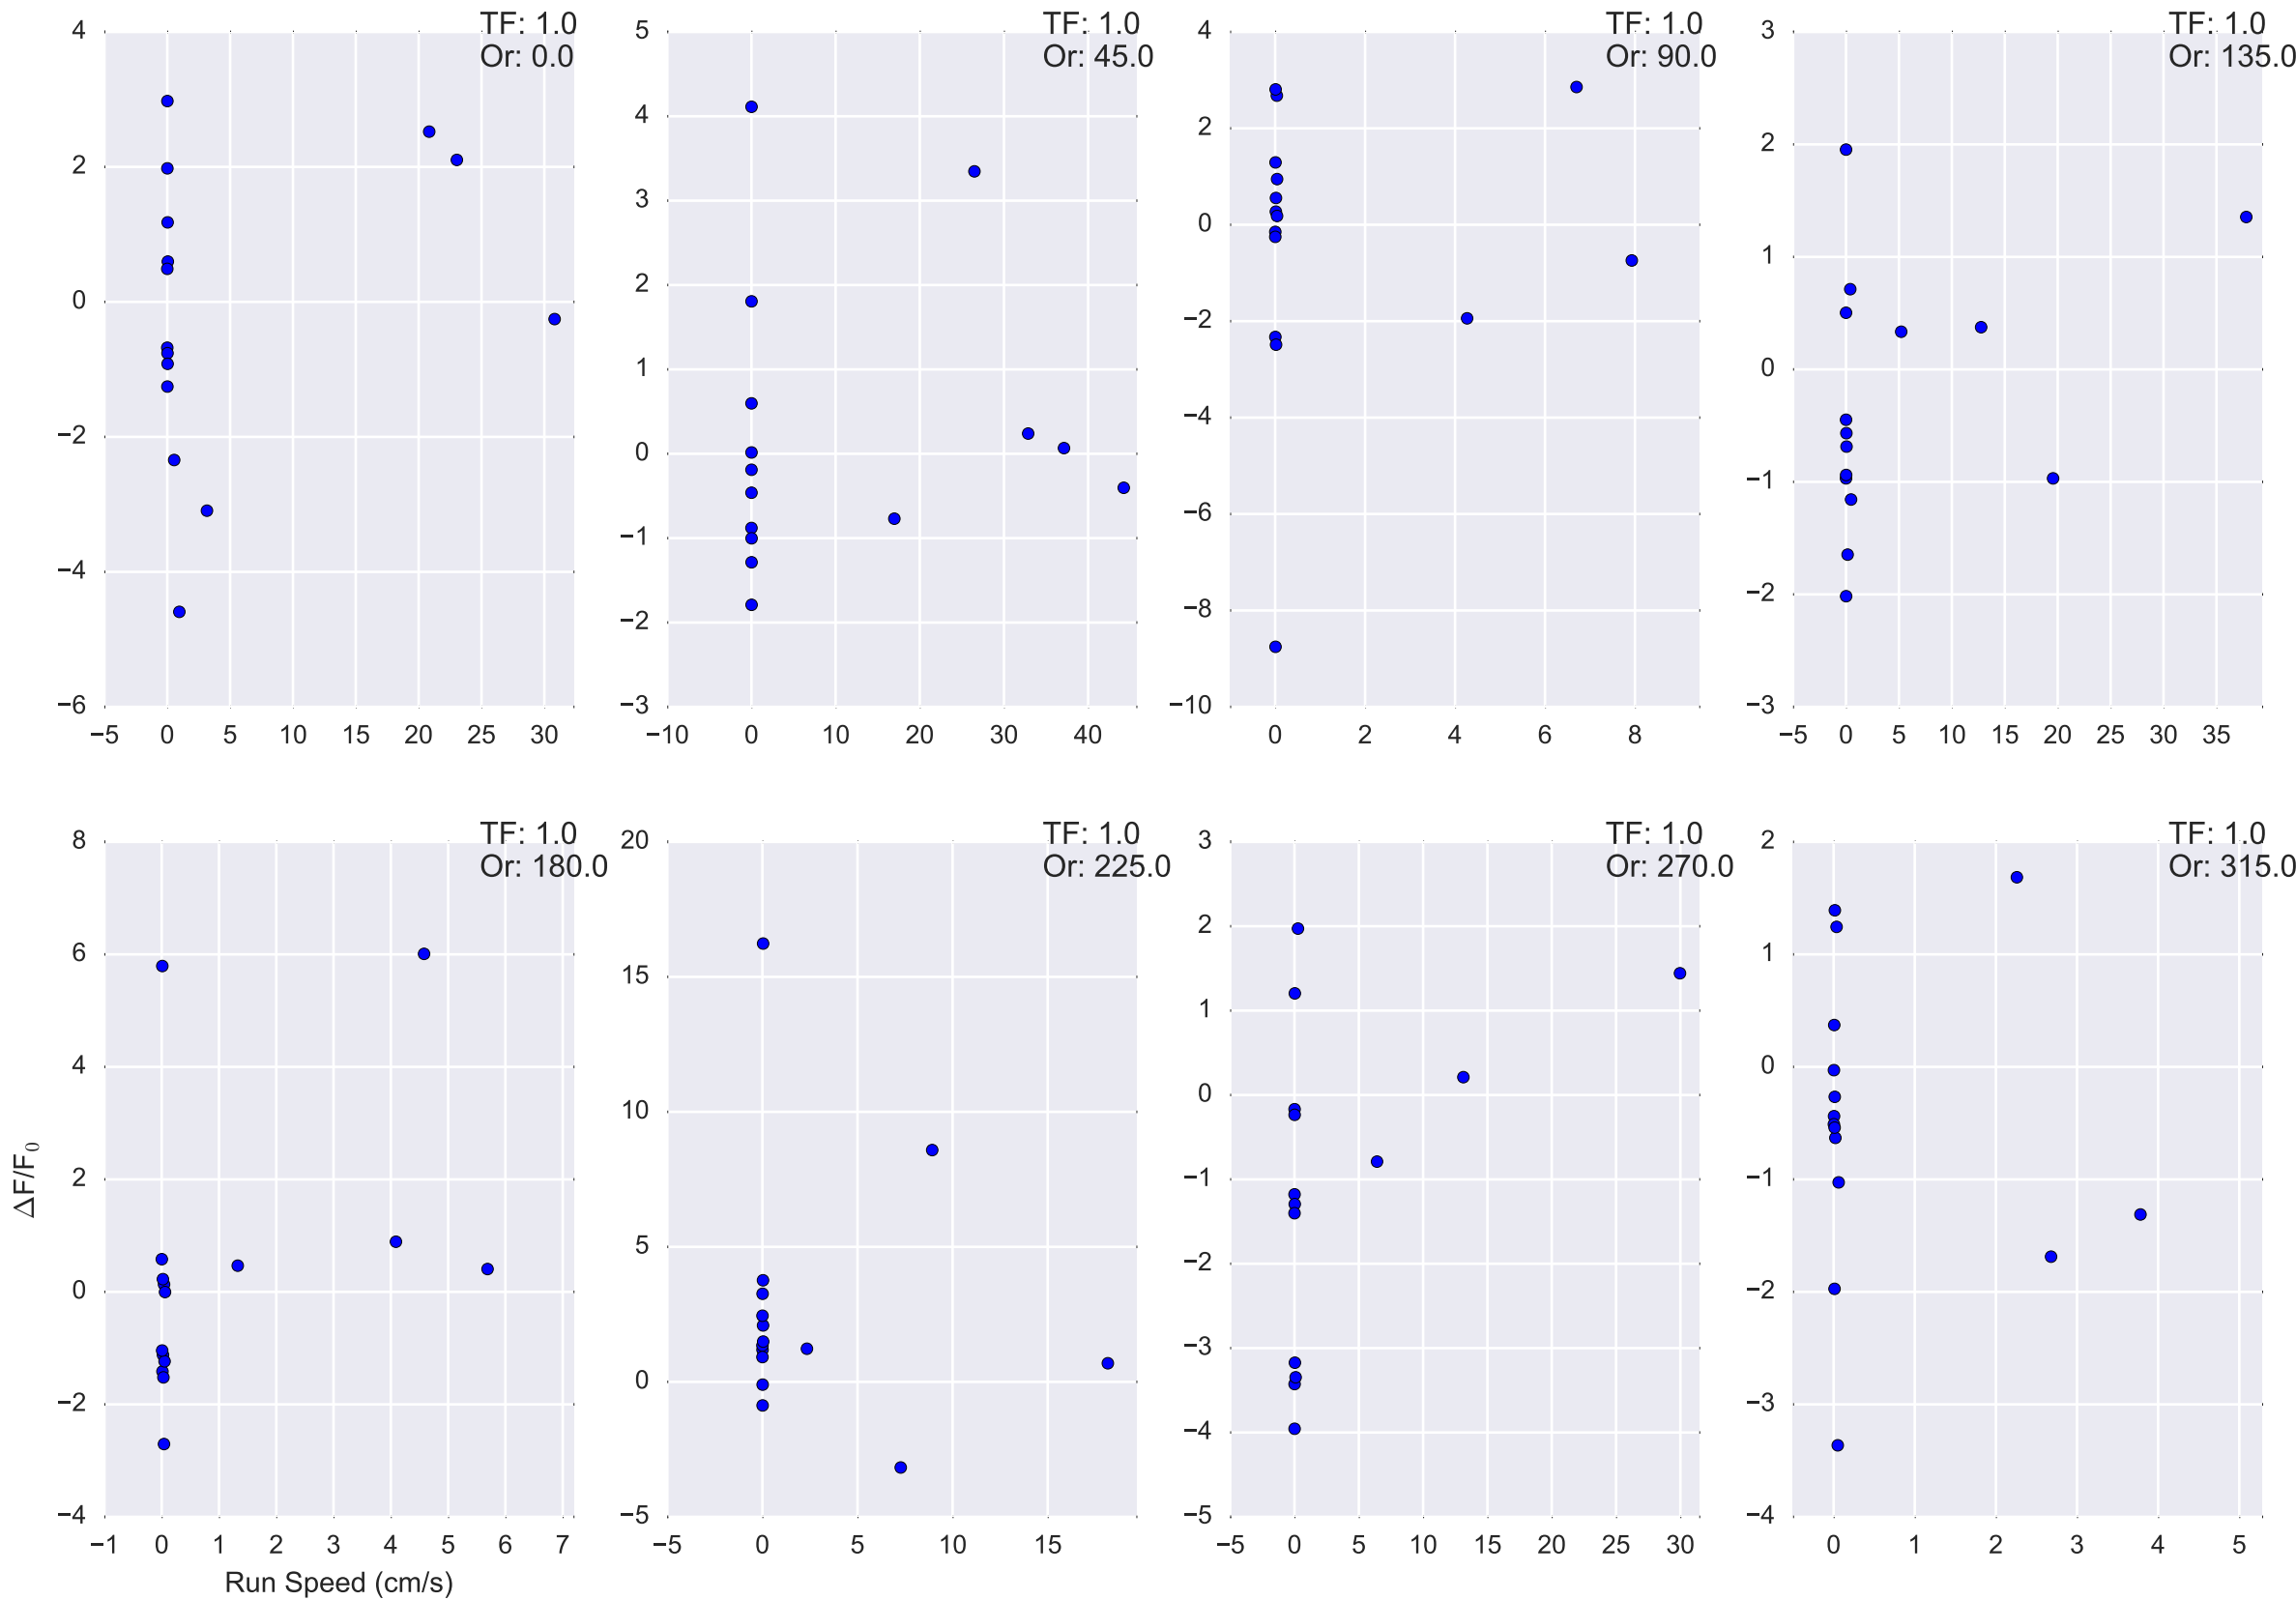 TF: 1.0
Or: 0.0
4
2
0
−2
−4
−6
−5 0 5 10 15 20 25 30
TF: 1.0
Or: 45.0
5
4
3
2
1
0
−1
−2
−3
−10 0 10 20 30 40
TF: 1.0
Or: 90.0
4
2
0
−2
−4
−6
−8
−10
0 2 4 6 8
TF: 1.0
Or: 135.0
3
2
1
0
−1
−2
−3
−5 0 5 10 15 20 25 30 35
TF: 1.0
Or: 180.0
8
6
4
2
0
−2
−4
−1 0 1 2 3 4 5 6 7
Run Speed (cm/s)
ΔF/F₀
TF: 1.0
Or: 225.0
20
15
10
5
0
−5
−5 0 5 10 15
TF: 1.0
Or: 270.0
3
2
1
0
−1
−2
−3
−4
−5
−5 0 5 10 15 20 25 30
TF: 1.0
Or: 315.0
2
1
0
−1
−2
−3
−4
0 1 2 3 4 5